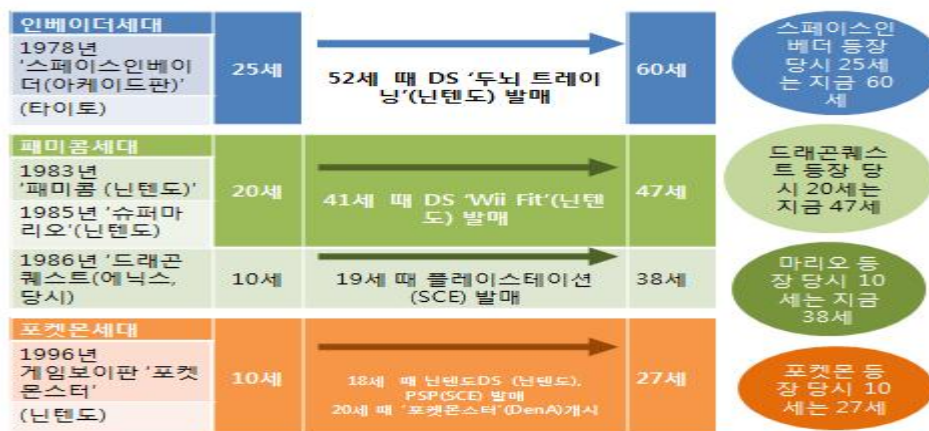 인베이더세대
1978년
'스페이스인베이
더(아케이드판)'
(타이토)
25세
52세 때 DS '두뇌 트레이
닝'(닌텐도) 발매
60세
스페이스인
베더 등장
당시 25세
는 지금 60
세
패미콤세대
1983년
'패미콤 (닌텐도)'
1985년 '슈퍼마
리오'(닌텐도)
20세
41세 때 DS 'Wii Fit'(닌텐
도) 발매
47세
드래곤퀘스
트 등장 당
시 20세는
지금 47세
1986년 '드래곤
퀘스트(에닉스,
당시)
10세
19세 때 플레이스테이션
(SCE) 발매
38세
마리오 등
장 당시 10
세는 지금
38세
포켓몬세대
1996년
게임보이판 '포켓
몬스터'
(닌텐도)
10세
18세 때 닌텐도DS (닌텐도),
PSP(SCE) 발매
20세 때 '포켓몬스터'(DenA)개시
27세
포켓몬 등
장 당시 10
세는 27세